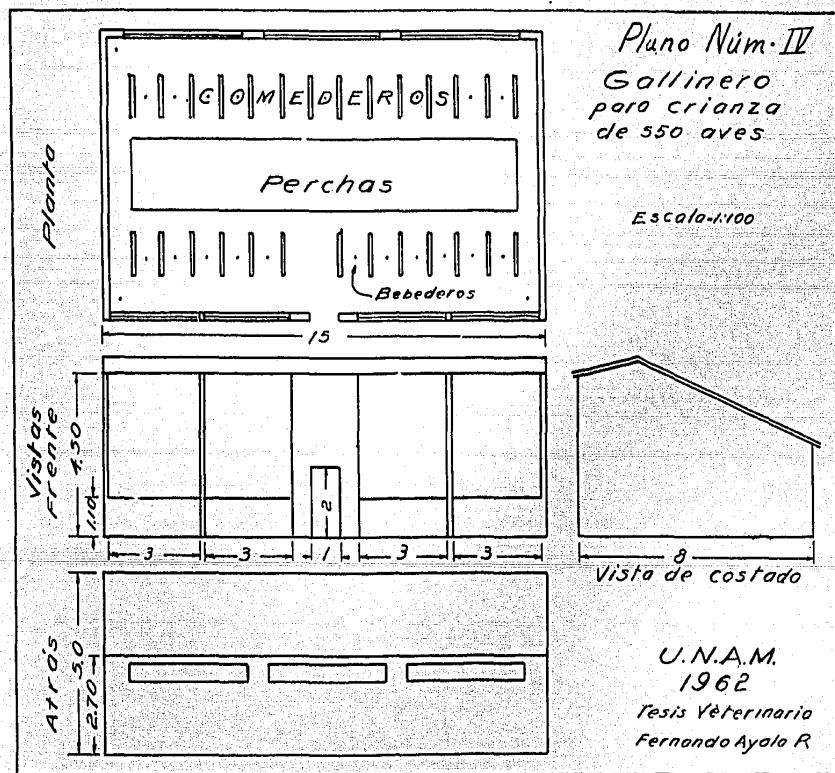 Plano Núm. IV
Gallinero
para crianza
de 550 aves
Escala-1:100
Planta
COMEDEROS
Perchas
Bebederos
15
Vistas
Frente
4.50
1.10
2
3
3
1
3
3
8
Vista de costado
Atrás
5.0
2.70
U.N.A.M.
1962
Tesis Veterinario
Fernando Ayala R